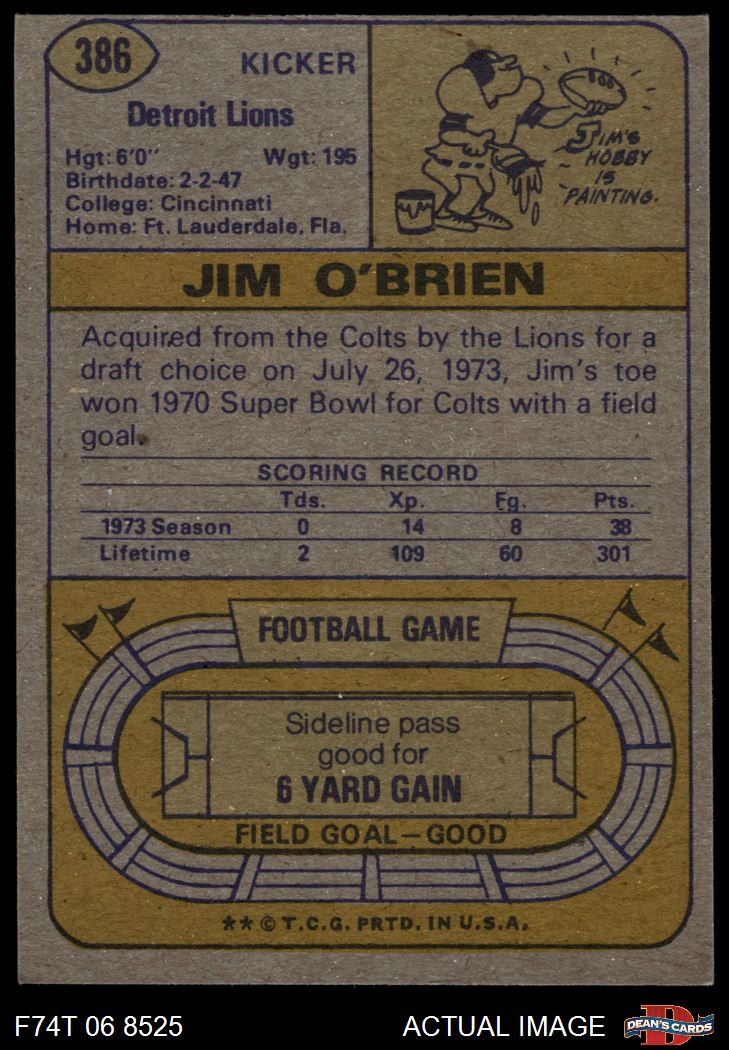 386
KICKER
Detroit Lions
Hgt: 6'0" Wgt: 195
Birthdate: 2-2-47
College: Cincinnati
Home: Ft. Lauderdale, Fla.
JIM'S
HOBBY
IS
PAINTING.
JIM O'BRIEN
Acquired from the Colts by the Lions for a
draft choice on July 26, 1973, Jim's toe
won 1970 Super Bowl for Colts with a field
goal.
SCORING RECORD
Tds. Xp. Fg. Pts.
1973 Season 0 14 8 38
Lifetime 2 109 60 301
FOOTBALL GAME
Sideline pass
good for
6 YARD GAIN
FIELD GOAL—GOOD
** © T.C.G. PRTD. IN U.S.A.
F74T 06 8525 ACTUAL IMAGE
DEAN'S CARDS